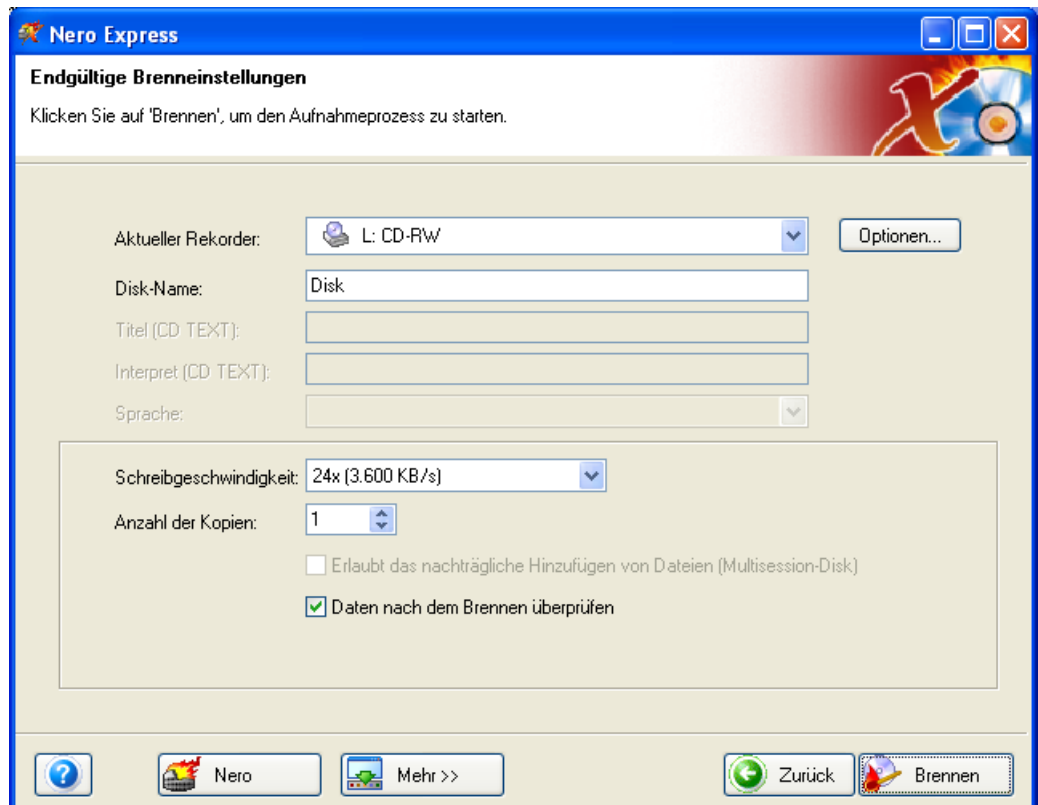 Nero Express
Endgültige Brenneinstellungen
Klicken Sie auf 'Brennen', um den Aufnahmeprozess zu starten.
Aktueller Rekorder: L: CD-RW Optionen...
Disk-Name: Disk
Titel (CD TEXT):
Interpret (CD TEXT):
Sprache:
Schreibgeschwindigkeit: 24x (3.600 KB/s)
Anzahl der Kopien: 1
Erlaubt das nachträgliche Hinzufügen von Dateien (Multisession-Disk)
Daten nach dem Brennen überprüfen
? Nero Mehr >> Zurück Brennen